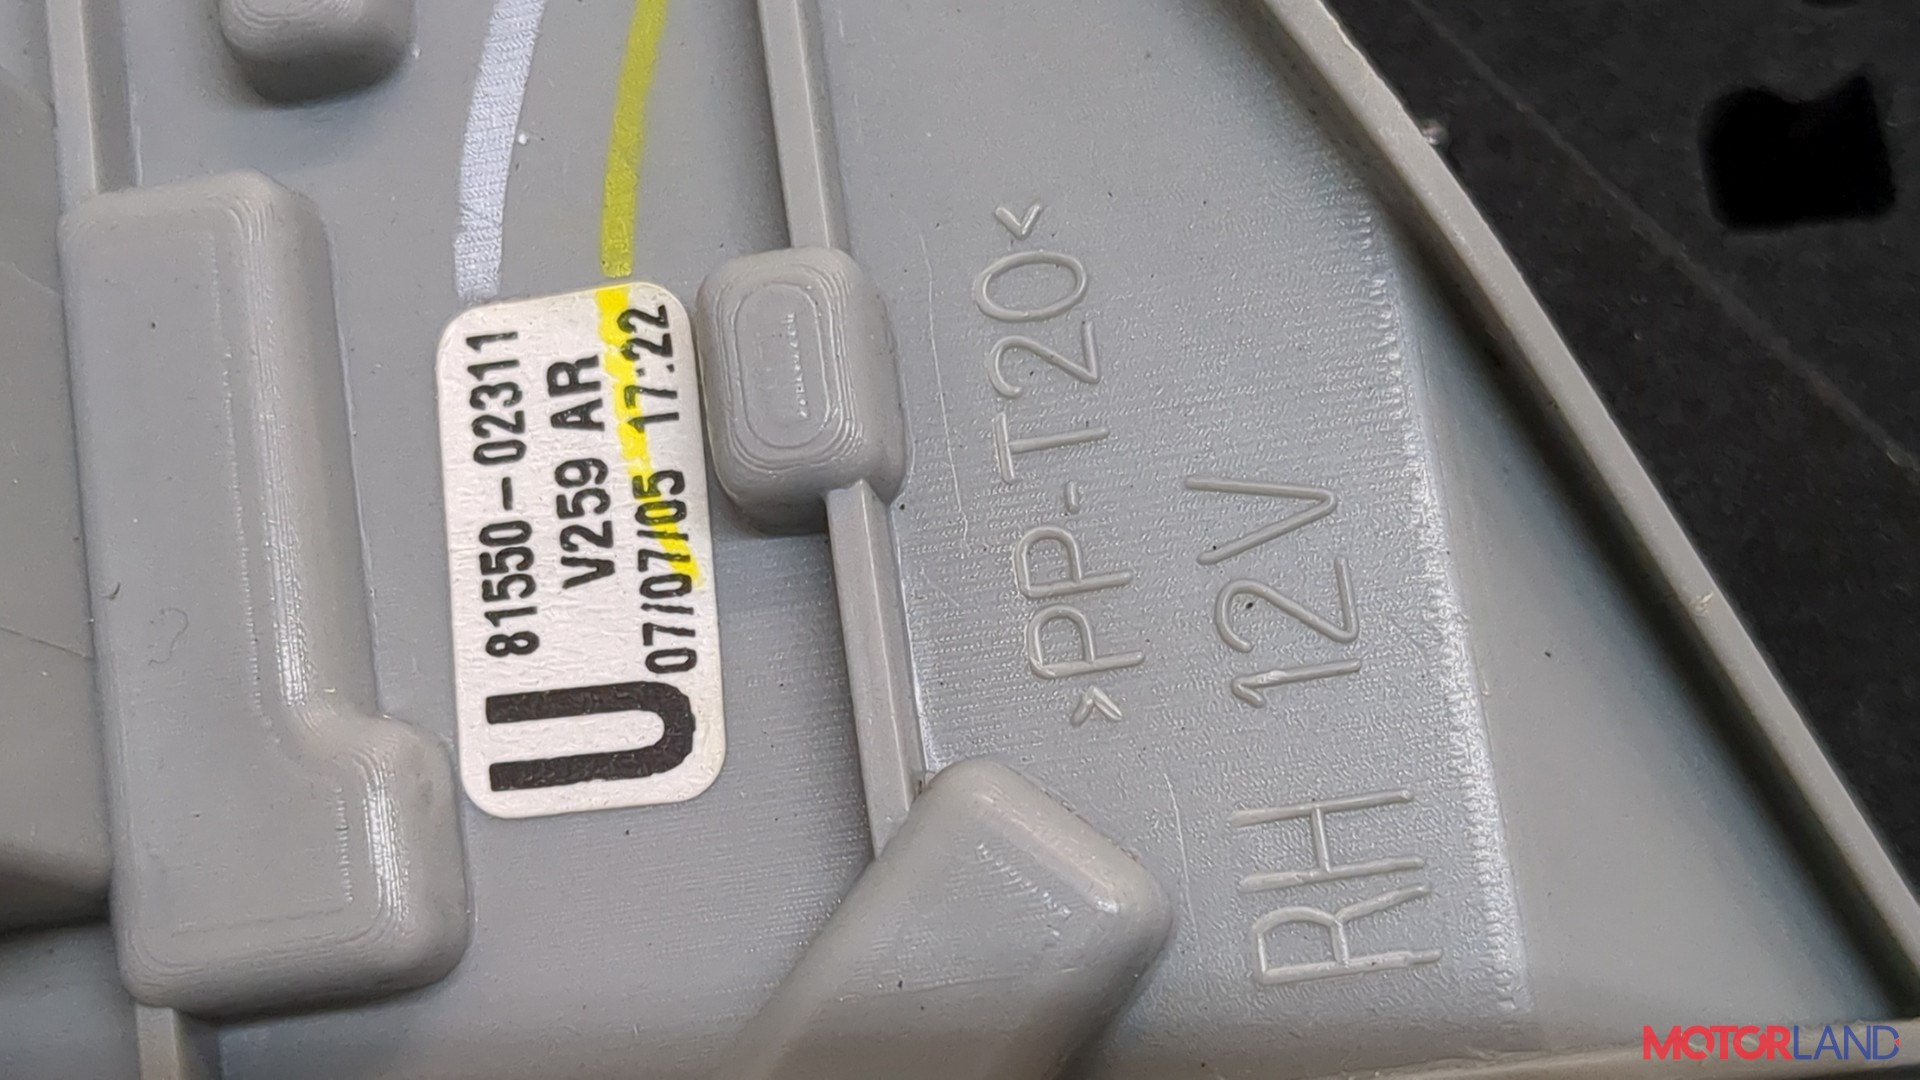 U
81550-02311
V259 AR
07/07/05 17:22
>PP-T20<
RH 12V
MOTORLAND